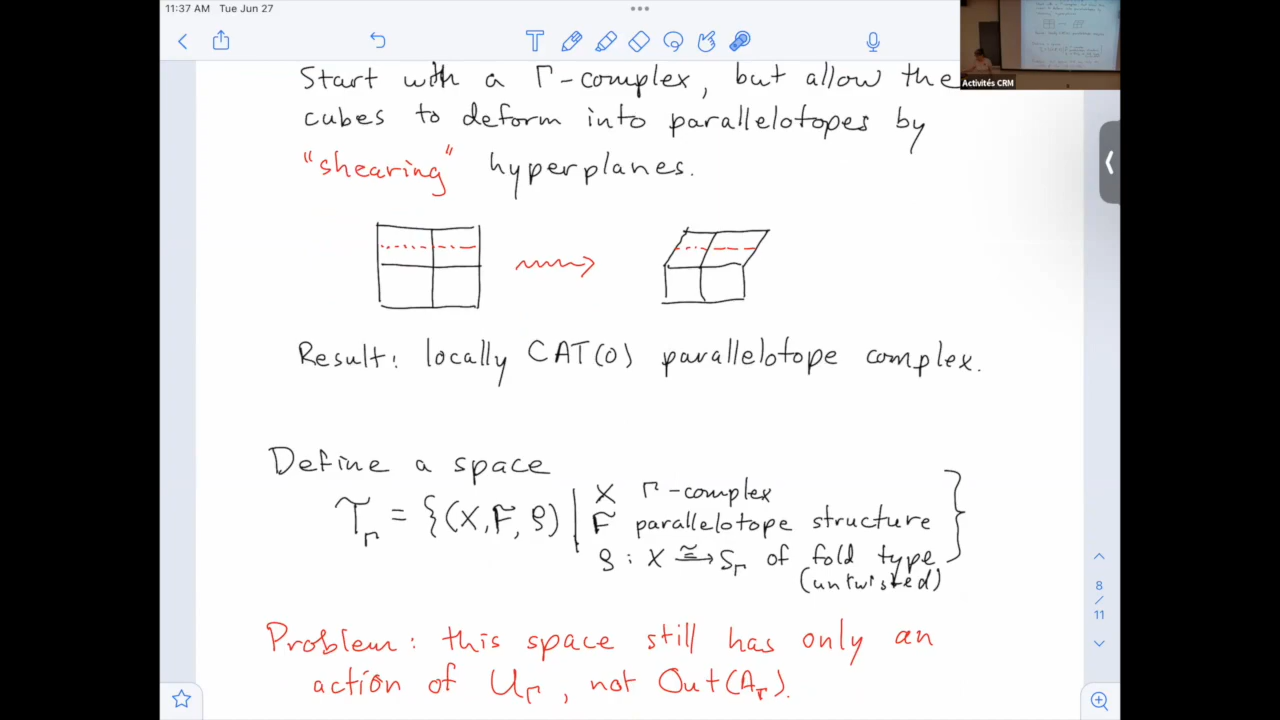 11:37 AM Tue Jun 27
Start with a Γ-complex, but allow the
cubes to deform into parallelotopes by
"shearing" hyperplanes.
Result: locally CAT(0) parallelotope complex.
Define a space
𝒯_Γ = {(X, F, ρ) | X Γ-complex
F parallelotope structure
ρ : X ≃→ S_Γ of fold type
(untwisted) }
Problem: this space still has only an
action of U_Γ, not Out(A_Γ).
Activités CRM
8
/
11